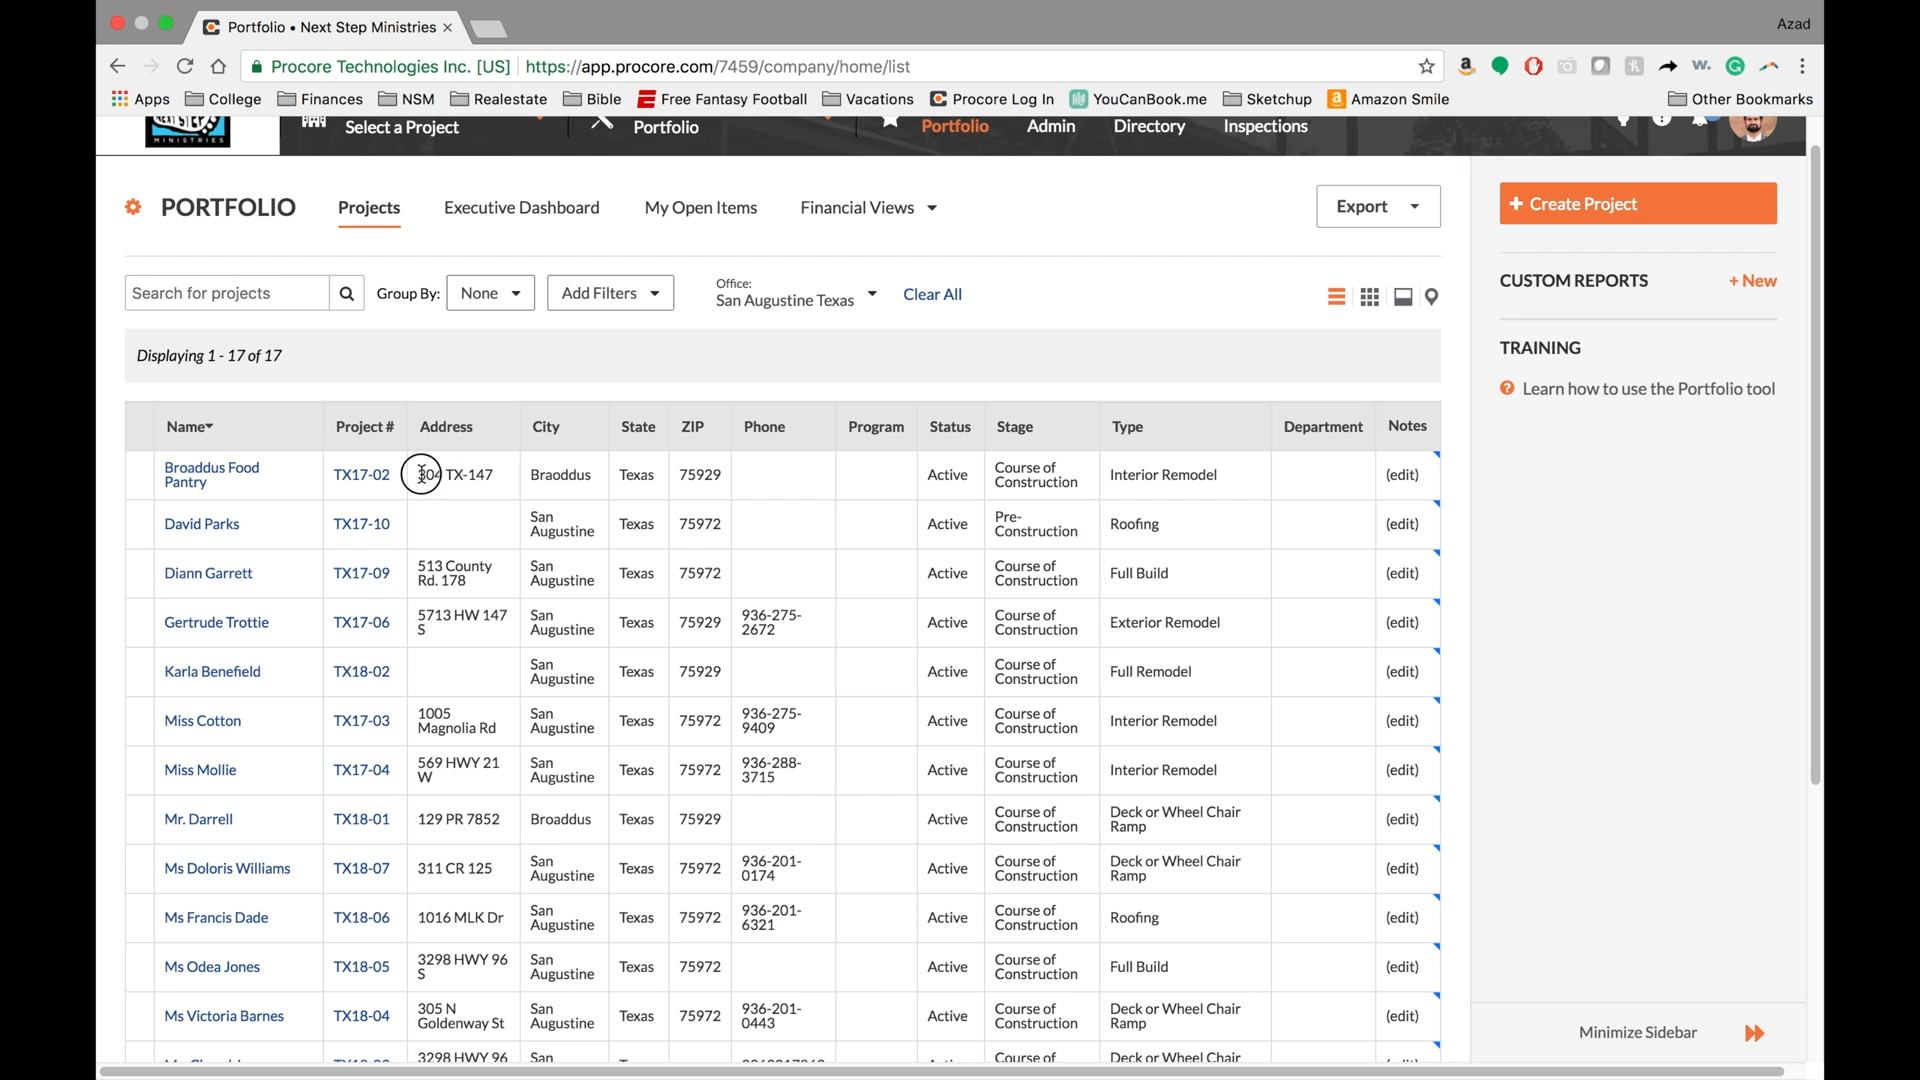 Portfolio • Next Step Ministries
Azad
Procore Technologies Inc. [US] https://app.procore.com/7459/company/home/list
Apps College Finances NSM Realestate Bible Free Fantasy Football Vacations Procore Log In YouCanBook.me Sketchup Amazon Smile Other Bookmarks
NEXT STEP
MINISTRIES
Select a Project Portfolio Portfolio Admin Directory Inspections
PORTFOLIO Projects Executive Dashboard My Open Items Financial Views Export
+ Create Project
Search for projects Group By: None Add Filters
Office:
San Augustine Texas
Clear All
CUSTOM REPORTS + New
TRAINING
Learn how to use the Portfolio tool
Displaying 1 - 17 of 17
Name Project # Address City State ZIP Phone Program Status Stage Type Department Notes
Broaddus Food
Pantry
TX17-02 304 TX-147 Braoddus Texas 75929 Active
Course of
Construction
Interior Remodel (edit)
David Parks TX17-10
San
Augustine
Texas 75972 Active
Pre-
Construction
Roofing (edit)
Diann Garrett TX17-09
513 County
Rd. 178
San
Augustine
Texas 75972 Active
Course of
Construction
Full Build (edit)
Gertrude Trottie TX17-06
5713 HW 147
S
San
Augustine
Texas 75929
936-275-
2672
Active
Course of
Construction
Exterior Remodel (edit)
Karla Benefield TX18-02
San
Augustine
Texas 75929 Active
Course of
Construction
Full Remodel (edit)
Miss Cotton TX17-03
1005
Magnolia Rd
San
Augustine
Texas 75972
936-275-
9409
Active
Course of
Construction
Interior Remodel (edit)
Miss Mollie TX17-04
569 HWY 21
W
San
Augustine
Texas 75972
936-288-
3715
Active
Course of
Construction
Interior Remodel (edit)
Mr. Darrell TX18-01 129 PR 7852 Broaddus Texas 75929 Active
Course of
Construction
Deck or Wheel Chair
Ramp
(edit)
Ms Doloris Williams TX18-07 311 CR 125
San
Augustine
Texas 75972
936-201-
0174
Active
Course of
Construction
Deck or Wheel Chair
Ramp
(edit)
Ms Francis Dade TX18-06 1016 MLK Dr
San
Augustine
Texas 75972
936-201-
6321
Active
Course of
Construction
Roofing (edit)
Ms Odea Jones TX18-05
3298 HWY 96
S
San
Augustine
Texas 75972 Active
Course of
Construction
Full Build (edit)
Ms Victoria Barnes TX18-04
305 N
Goldenway St
San
Augustine
Texas 75972
936-201-
0443
Active
Course of
Construction
Deck or Wheel Chair
Ramp
(edit)
3298 HWY 96
San
Course of
Deck or Wheel Chair
Minimize Sidebar